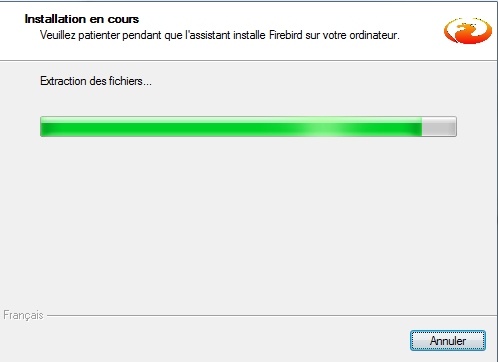 Installation en cours
Veuillez patienter pendant que l'assistant installe Firebird sur votre ordinateur.
Extraction des fichiers...
Français
Annuler